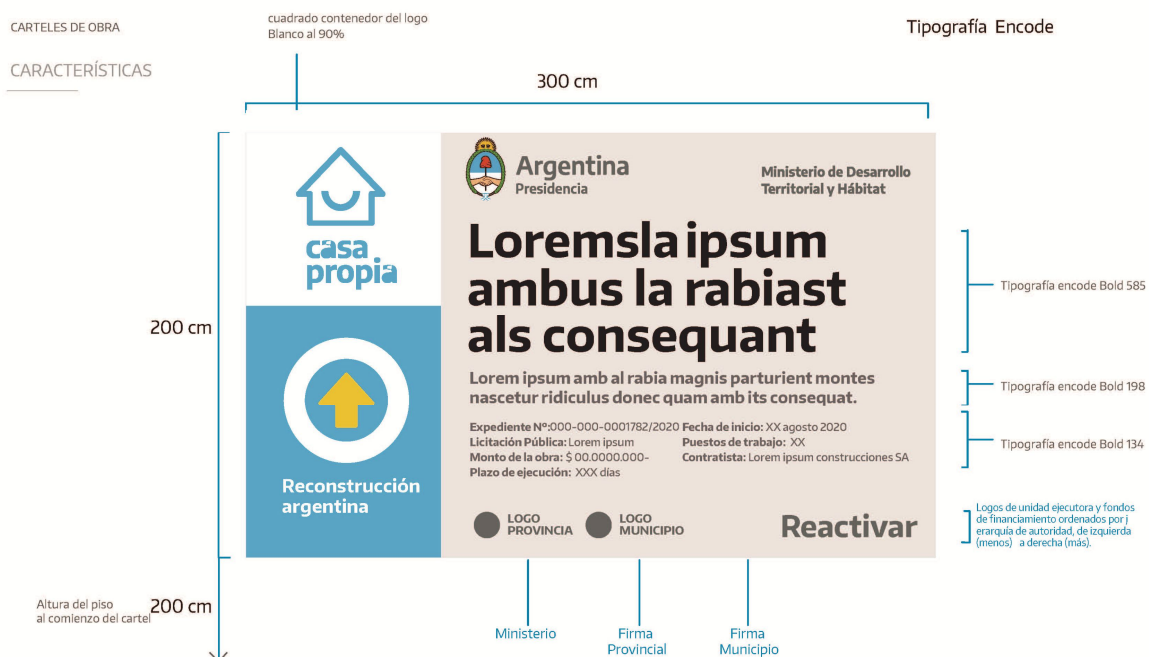 CARTELES DE OBRA
CARACTERÍSTICAS
cuadrado contenedor del logo
Blanco al 90%
Tipografía Encode
300 cm
200 cm
casa
propia
Reconstrucción
argentina
Argentina
Presidencia
Ministerio de Desarrollo
Territorial y Hábitat
Loremsla ipsum
ambus la rabiast
als consequant
Lorem ipsum amb al rabia magnis parturient montes
nascetur ridiculus donec quam amb its consequat.
Expediente Nº:000-000-0001782/2020 Fecha de inicio: XX agosto 2020
Licitación Pública: Lorem ipsum Puestos de trabajo: XX
Monto de la obra: $ 00.0000.000- Contratista: Lorem ipsum construcciones SA
Plazo de ejecución: XXX días
LOGO
PROVINCIA
LOGO
MUNICIPIO
Reactivar
Tipografía encode Bold 585
Tipografía encode Bold 198
Tipografía encode Bold 134
Logos de unidad ejecutora y fondos
de financiamiento ordenados por j
erarquía de autoridad, de izquierda
(menos) a derecha (más).
Altura del piso
al comienzo del cartel
200 cm
Ministerio
Firma
Provincial
Firma
Municipio